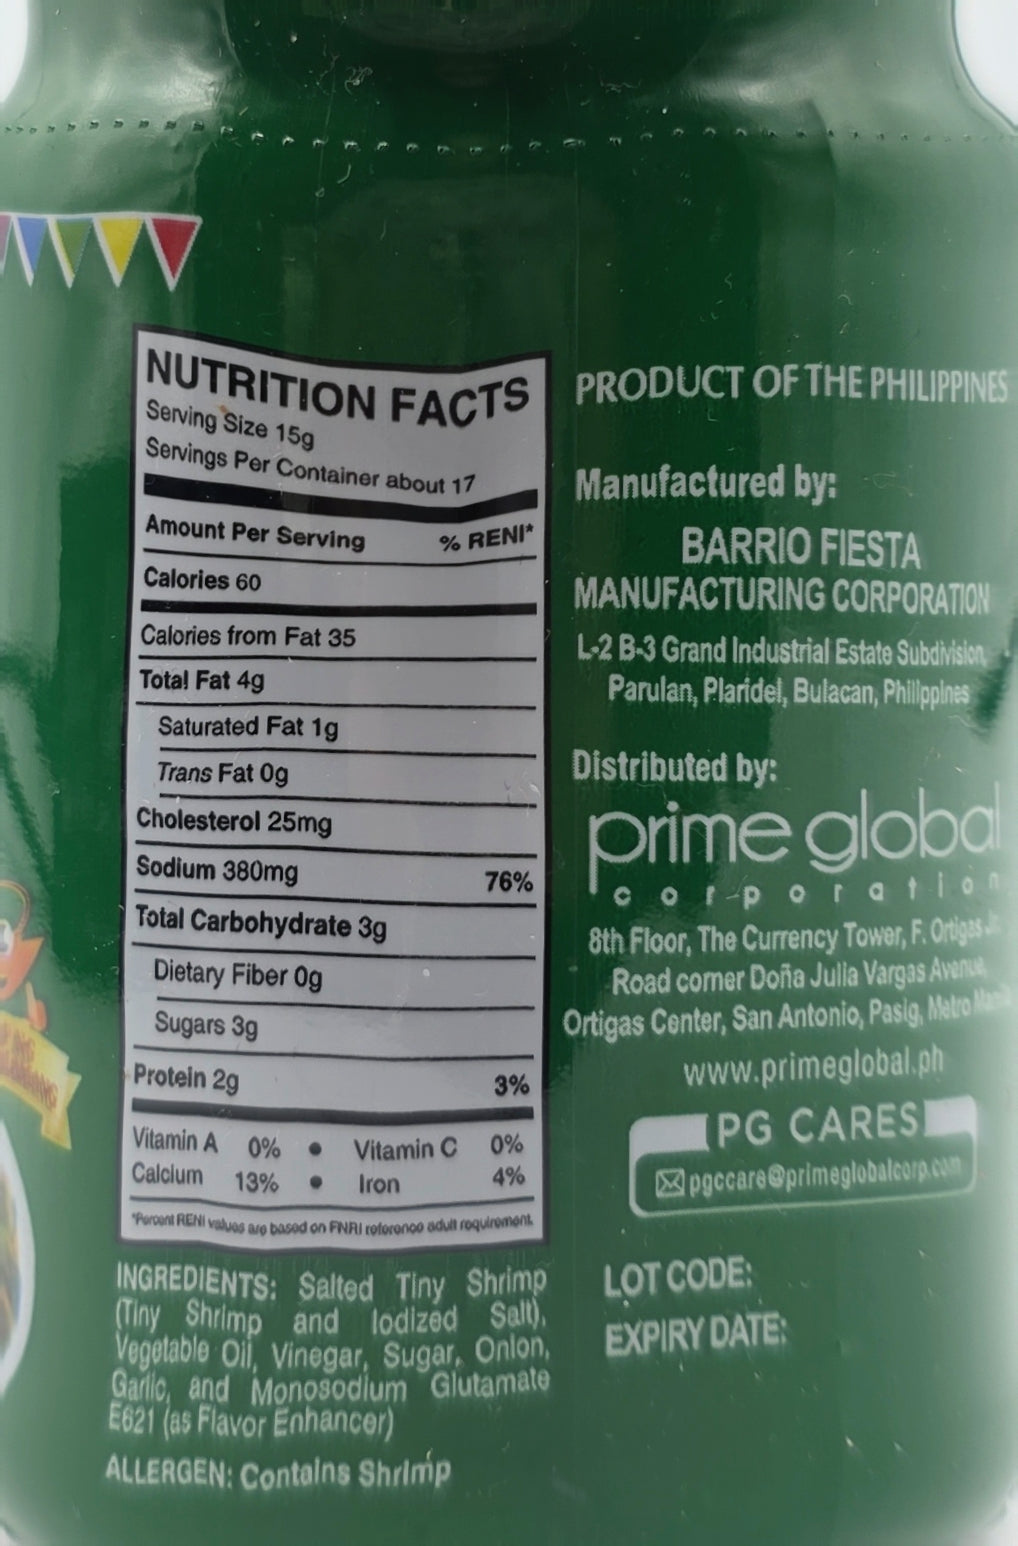 NUTRITION FACTS
Serving Size 15g
Servings Per Container about 17
Amount Per Serving % RENI*
Calories 60
Calories from Fat 35
Total Fat 4g
Saturated Fat 1g
Trans Fat 0g
Cholesterol 25mg
Sodium 380mg 76%
Total Carbohydrate 3g
Dietary Fiber 0g
Sugars 3g
Protein 2g 3%
Vitamin A 0% • Vitamin C 0%
Calcium 13% • Iron 4%
*Percent RENI values are based on FNRI reference adult requirement.
INGREDIENTS: Salted Tiny Shrimp
(Tiny Shrimp and Iodized Salt),
Vegetable Oil, Vinegar, Sugar, Onion,
Garlic, and Monosodium Glutamate
E621 (as Flavor Enhancer)
ALLERGEN: Contains Shrimp
PRODUCT OF THE PHILIPPINES
Manufactured by:
BARRIO FIESTA
MANUFACTURING CORPORATION
L-2 B-3 Grand Industrial Estate Subdivision,
Parulan, Plaridel, Bulacan, Philippines
Distributed by:
prime global
corporation
8th Floor, The Currency Tower, F. Ortigas Jr.
Road corner Doña Julia Vargas Avenue,
Ortigas Center, San Antonio, Pasig, Metro Manila
www.primeglobal.ph
PG CARES
pgccare@primeglobalcorp.com
LOT CODE:
EXPIRY DATE: